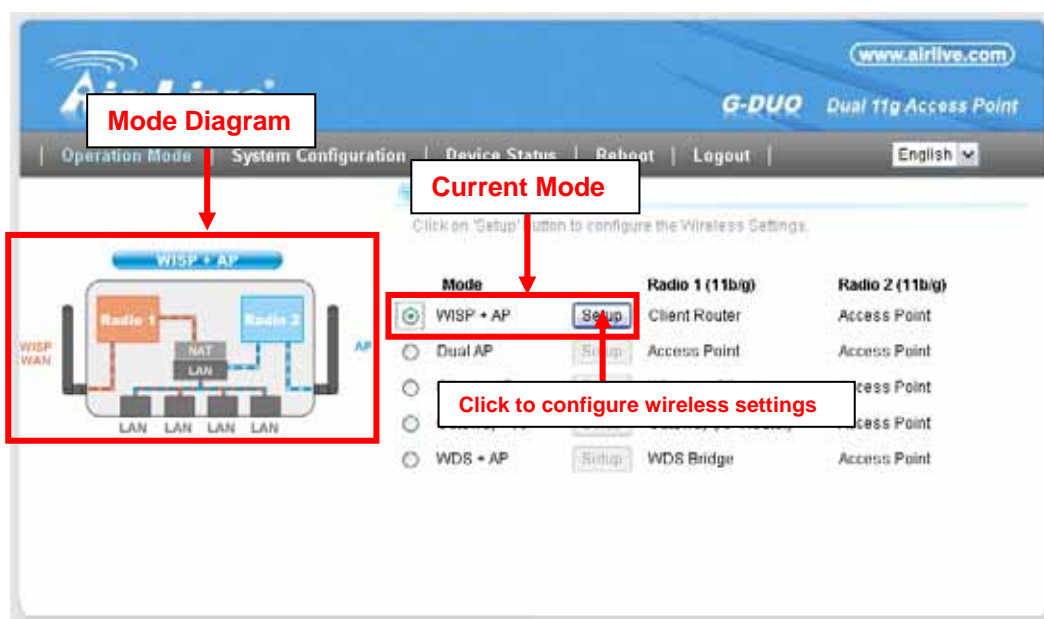 www.airlive.com
Air Live
G-DUO Dual 11g Access Point
Mode Diagram
Operation Mode | System Configuration | Device Status | Reboot | Logout |
English
Current Mode
Click on 'Setup' button to configure the Wireless Settings.
WISP + AP
Mode Radio 1 (11b/g) Radio 2 (11b/g)
WISP + AP Setup Client Router Access Point
Dual AP Setup Access Point Access Point
Access Point
Click to configure wireless settings
Access Point
WDS + AP Setup WDS Bridge Access Point
Radio 1
Radio 2
WISP
WAN
AP
NAT
LAN
LAN LAN LAN LAN